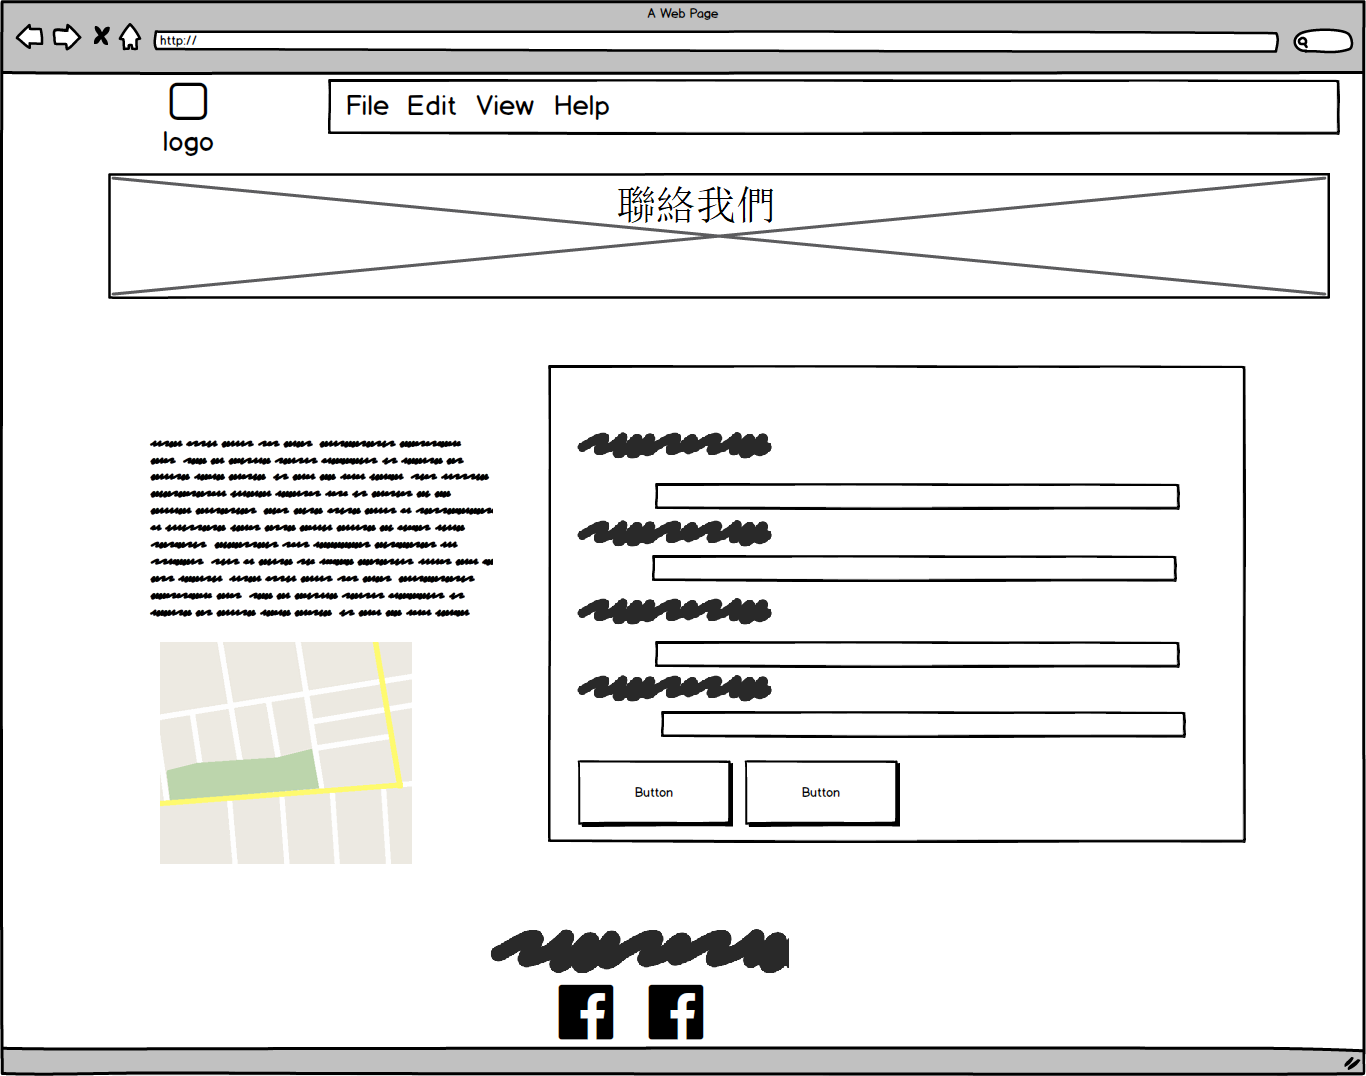 A Web Page
http://
File Edit View Help
logo
聯絡我們
Button Button